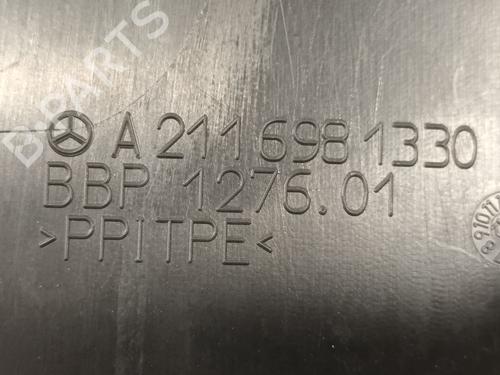 B-PARTS
A 211 698 1330
BBP 1276.01
>PPITPE<